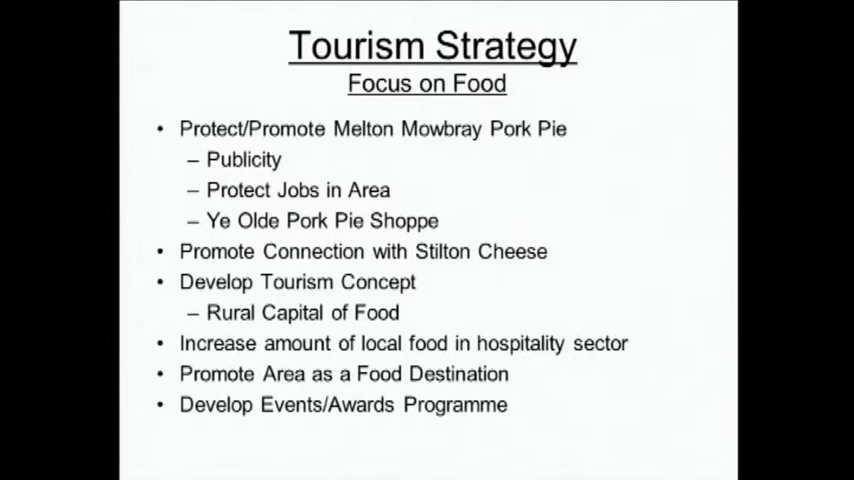 Tourism Strategy
Focus on Food
• Protect/Promote Melton Mowbray Pork Pie
– Publicity
– Protect Jobs in Area
– Ye Olde Pork Pie Shoppe
• Promote Connection with Stilton Cheese
• Develop Tourism Concept
– Rural Capital of Food
• Increase amount of local food in hospitality sector
• Promote Area as a Food Destination
• Develop Events/Awards Programme